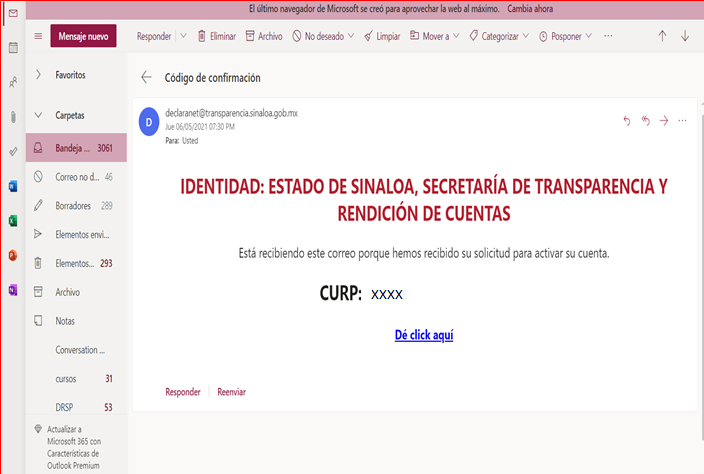 El último navegador de Microsoft se creó para aprovechar la web al máximo. Cambia ahora
Mensaje nuevo
Responder Eliminar Archivo No deseado Limpiar Mover a Categorizar Posponer
Favoritos
Carpetas
Bandeja ... 3061
Correo no d... 46
Borradores 289
Elementos envi...
Elementos... 293
Archivo
Notas
Conversation ...
cursos 31
DRSP 53
Actualizar a
Microsoft 365 con
Características de
Outlook Premium
Código de confirmación
D
declaranet@transparencia.sinaloa.gob.mx
Jue 06/05/2021 07:30 PM
Para: Usted
IDENTIDAD: ESTADO DE SINALOA, SECRETARÍA DE TRANSPARENCIA Y
RENDICIÓN DE CUENTAS
Está recibiendo este correo porque hemos recibido su solicitud para activar su cuenta.
CURP: XXXX
Dé click aquí
Responder Reenviar